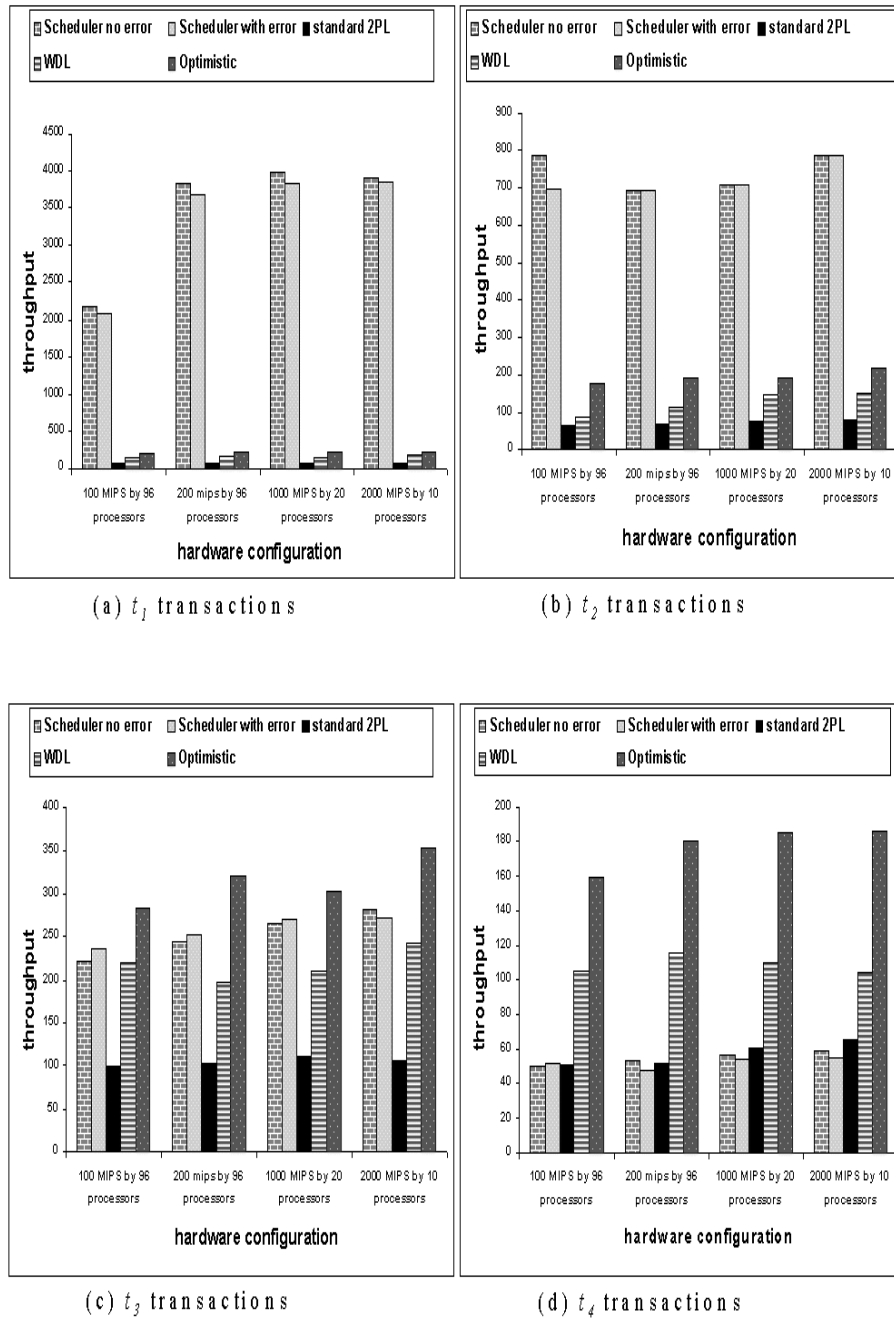 Scheduler no error Scheduler with error standard 2PL
WDL Optimistic
throughput
4500
4000
3500
3000
2500
2000
1500
1000
500
0
100 MIPS by 96 processors
200 mips by 96 processors
1000 MIPS by 20 processors
2000 MIPS by 10 processors
hardware configuration
(a) t1 transactions
Scheduler no error Scheduler with error standard 2PL
WDL Optimistic
throughput
900
800
700
600
500
400
300
200
100
0
100 MIPS by 96 processors
200 mips by 96 processors
1000 MIPS by 20 processors
2000 MIPS by 10 processors
hardware configuration
(b) t2 transactions
Scheduler no error Scheduler with error standard 2PL
WDL Optimistic
throughput
400
350
300
250
200
150
100
50
0
100 MIPS by 96 processors
200 mips by 96 processors
1000 MIPS by 20 processors
2000 MIPS by 10 processors
hardware configuration
(c) t3 transactions
Scheduler no error Scheduler with error standard 2PL
WDL Optimistic
throughput
200
180
160
140
120
100
80
60
40
20
0
100 MIPS by 96 processors
200 mips by 96 processors
1000 MIPS by 20 processors
2000 MIPS by 10 processors
hardware configuration
(d) t4 transactions